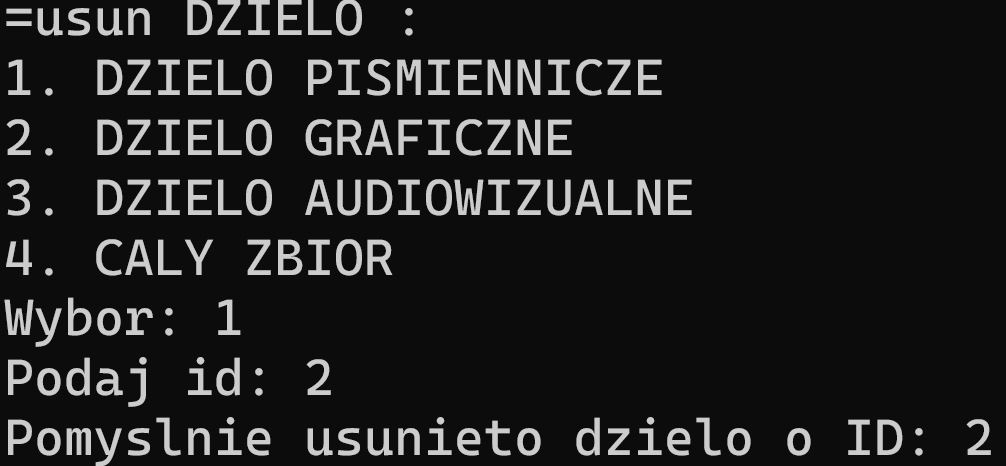 =usun DZIELO :
1. DZIELO PISMIENNICZE
2. DZIELO GRAFICZNE
3. DZIELO AUDIOWIZUALNE
4. CALY ZBIOR
Wybor: 1
Podaj id: 2
Pomyslnie usunieto dzielo o ID: 2